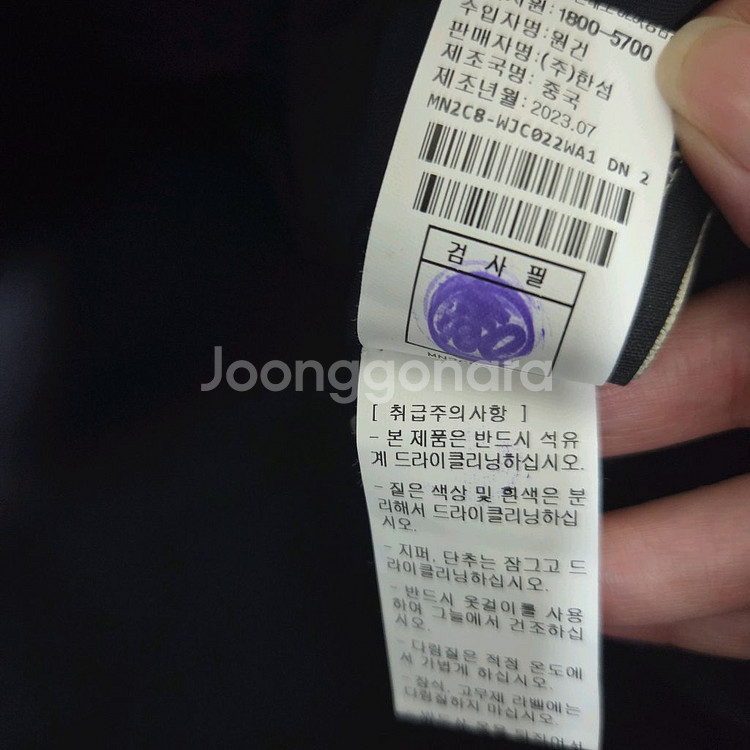 수입자명:원건
1800-5700
판매자명:(주)한섬
제조국명: 중국
제조년월:2023.07
MN2CB-WJC022WA1 DN 2
검 사 필
Joonggonara
[ 취급주의사항 ]
- 본 제품은 반드시 석유
계 드라이클리닝하십시오.
- 짙은 색상 및 흰색은 분
리해서 드라이클리닝하십
시오.
- 지퍼, 단추는 잠그고 드
라이클리닝하십시오.
- 반드시 옷걸이를 사용
하여 그늘에서 건조하십
시오.
- 다림질은 적정 온도에
서 가볍게 하십시오.
- 장식, 고무제 라벨에는
다림질하지 마십시오.